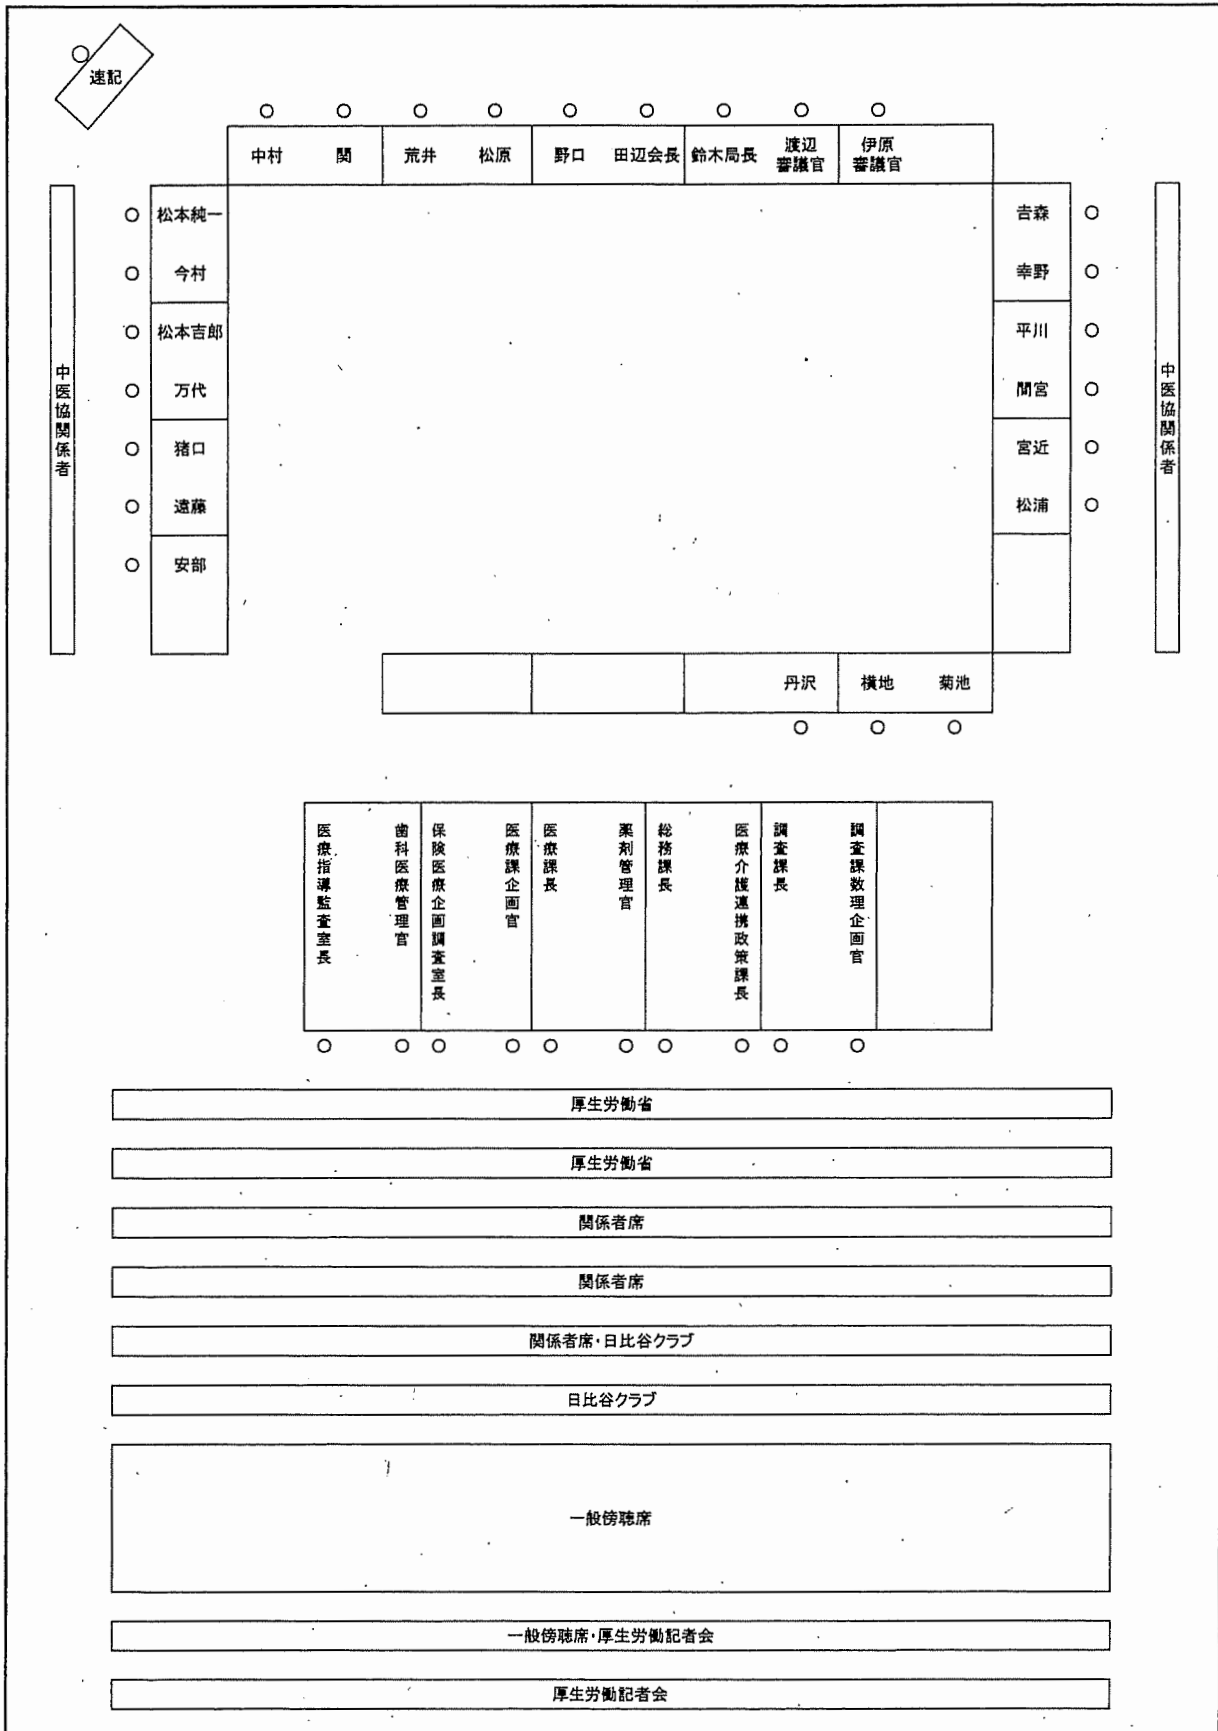 速記
中村 関 荒井 松原 野口 田辺会長 鈴木局長 渡辺審議官 伊原審議官
松本純一
今村
松本吉郎
万代
猪口
遠藤
安部
中医協関係者
吉森
幸野
平川
間宮
宮近
松浦
中医協関係者
丹沢 横地 菊池
医療指導監査室長
歯科医療管理官
保険医療企画調査室長
医療課企画官
医療課長
薬剤管理官
総務課長
医療介護連携政策課長
調査課長
調査課数理企画官
厚生労働省
厚生労働省
関係者席
関係者席
関係者席・日比谷クラブ
日比谷クラブ
一般傍聴席
一般傍聴席・厚生労働記者会
厚生労働記者会